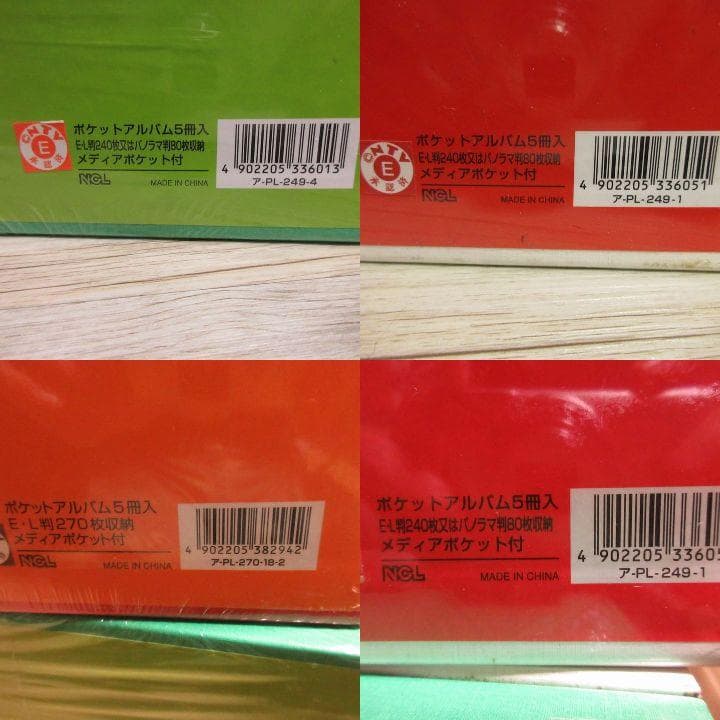 CNTV
E
承認済
ポケットアルバム5冊入
E・L判240枚又はパノラマ判80枚収納
メディアポケット付
NCL
MADE IN CHINA
4 902205 336013
ア-PL-249-4
CNTV
E
承認済
ポケットアルバム5冊入
E・L判240枚又はパノラマ判80枚収納
メディアポケット付
NCL
MADE IN CHINA
4 902205 336051
ア-PL-249-1
ポケットアルバム5冊入
E・L判270枚収納
メディアポケット付
NCL
MADE IN CHINA
4 902205 382942
ア-PL-270-18-2
ポケットアルバム5冊入
E・L判240枚又はパノラマ判80枚収納
メディアポケット付
NCL
MADE IN CHINA
4 902205 33605
ア-PL-249-1